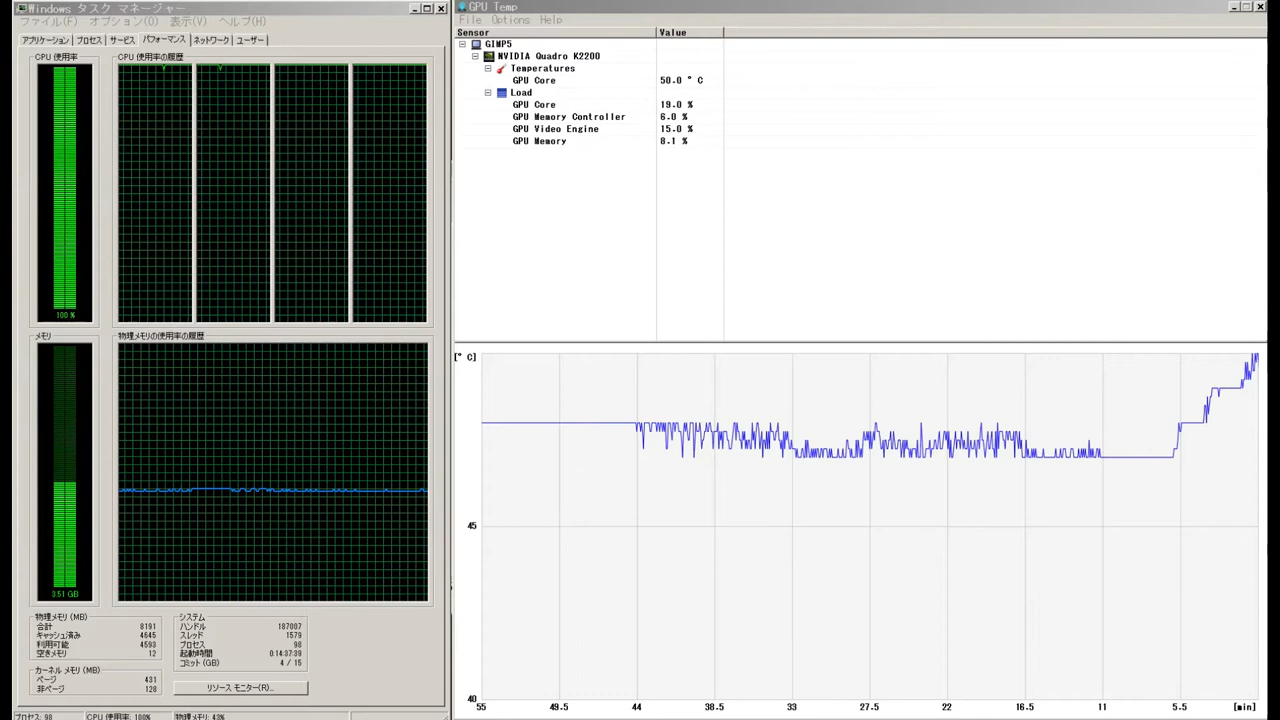 Windows タスク マネージャー
ファイル(F) オプション(O) 表示(V) ヘルプ(H)
アプリケーション プロセス サービス パフォーマンス ネットワーク ユーザー
CPU 使用率 CPU 使用率の履歴
100 %
メモリ 物理メモリの使用率の履歴
3.51 GB
物理メモリ (MB)
合計 8191
キャッシュ済み 4645
利用可能 4593
空きメモリ 12
カーネル メモリ (MB)
ページ 431
非ページ 128
システム
ハンドル 187007
スレッド 1579
プロセス 98
起動時間 0:14:37:39
コミット (GB) 4 / 15
リソース モニター(R)...
プロセス: 98 CPU 使用率: 100% 物理メモリ: 43%
GPU Temp
File Options Help
Sensor Value
GIMP5
NVIDIA Quadro K2200
Temperatures
GPU Core 50.0 ° C
Load
GPU Core 19.0 %
GPU Memory Controller 6.0 %
GPU Video Engine 15.0 %
GPU Memory 8.1 %
[° C]
45
40
55 49.5 44 38.5 33 27.5 22 16.5 11 5.5 [min]